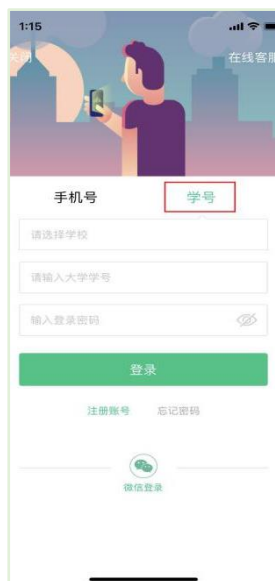 1:15
关闭 在线客服
手机号 学号
请选择学校
请输入大学学号
输入登录密码
登录
注册账号 忘记密码
微信登录